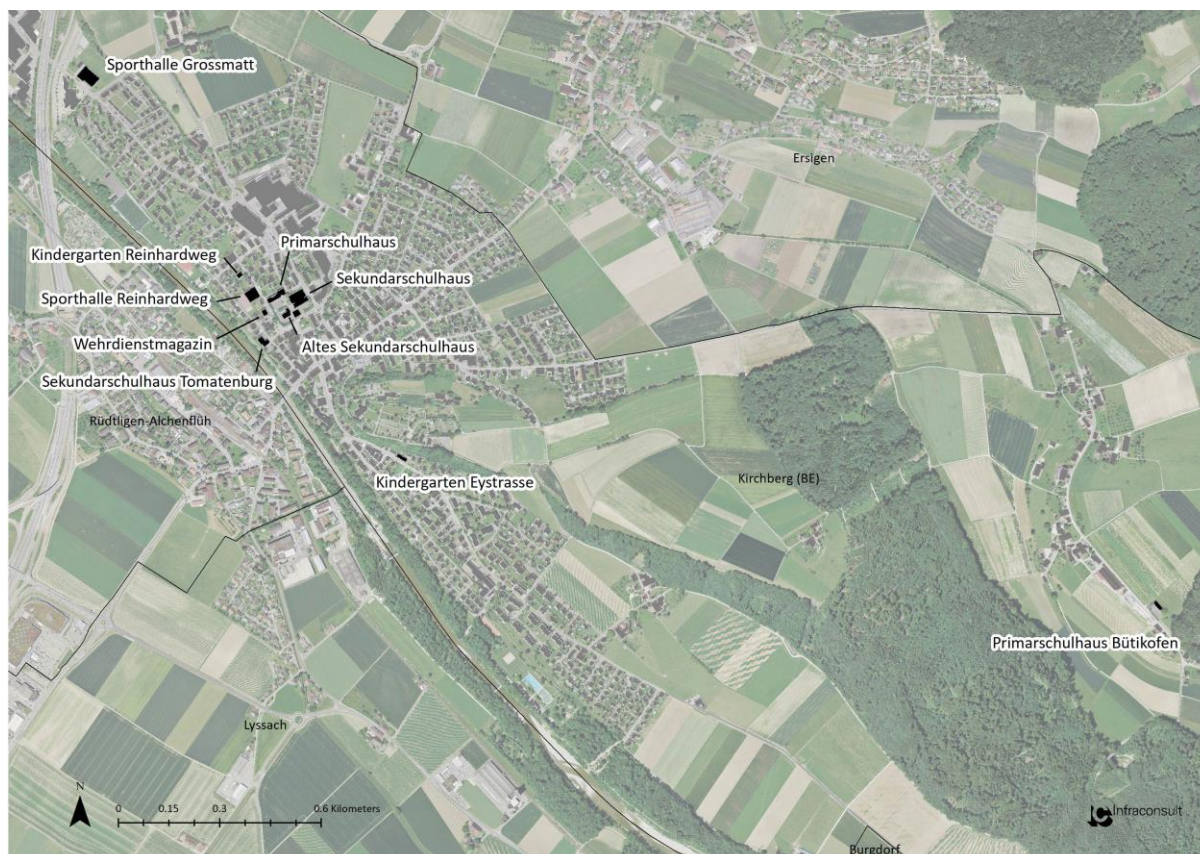 Sporthalle Grossmatt
Ersigen
Primarschulhaus
Kindergarten Reinhardweg
Sekundarschulhaus
Sporthalle Reinhardweg
Wehrdienstmagazin
Altes Sekundarschulhaus
Sekundarschulhaus Tomatenburg
Rüdtligen-Alchenflüh
Kirchberg (BE)
Kindergarten Eystrasse
Primarschulhaus Bütikofen
Lyssach
N
0 0.15 0.3 0.6 Kilometers
Infraconsult
Burgdorf